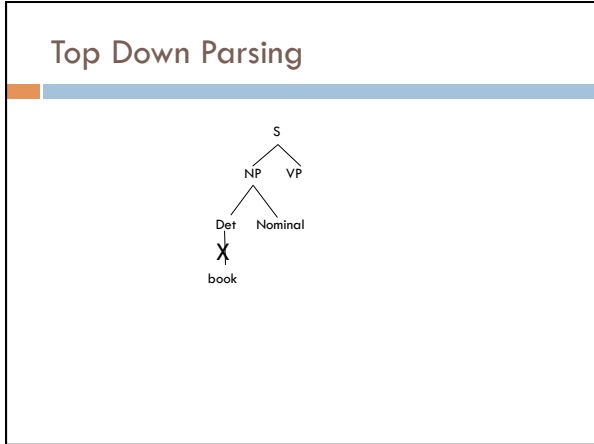 Top Down Parsing
S
NP VP
Det Nominal
X
book